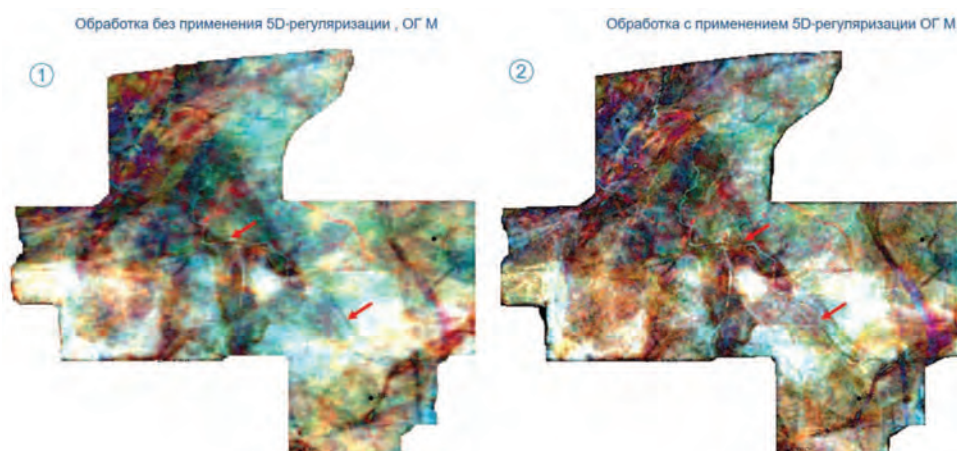 Обработка без применения 5D-регуляризации , ОГ М
Обработка с применением 5D-регуляризации ОГ М
1
2